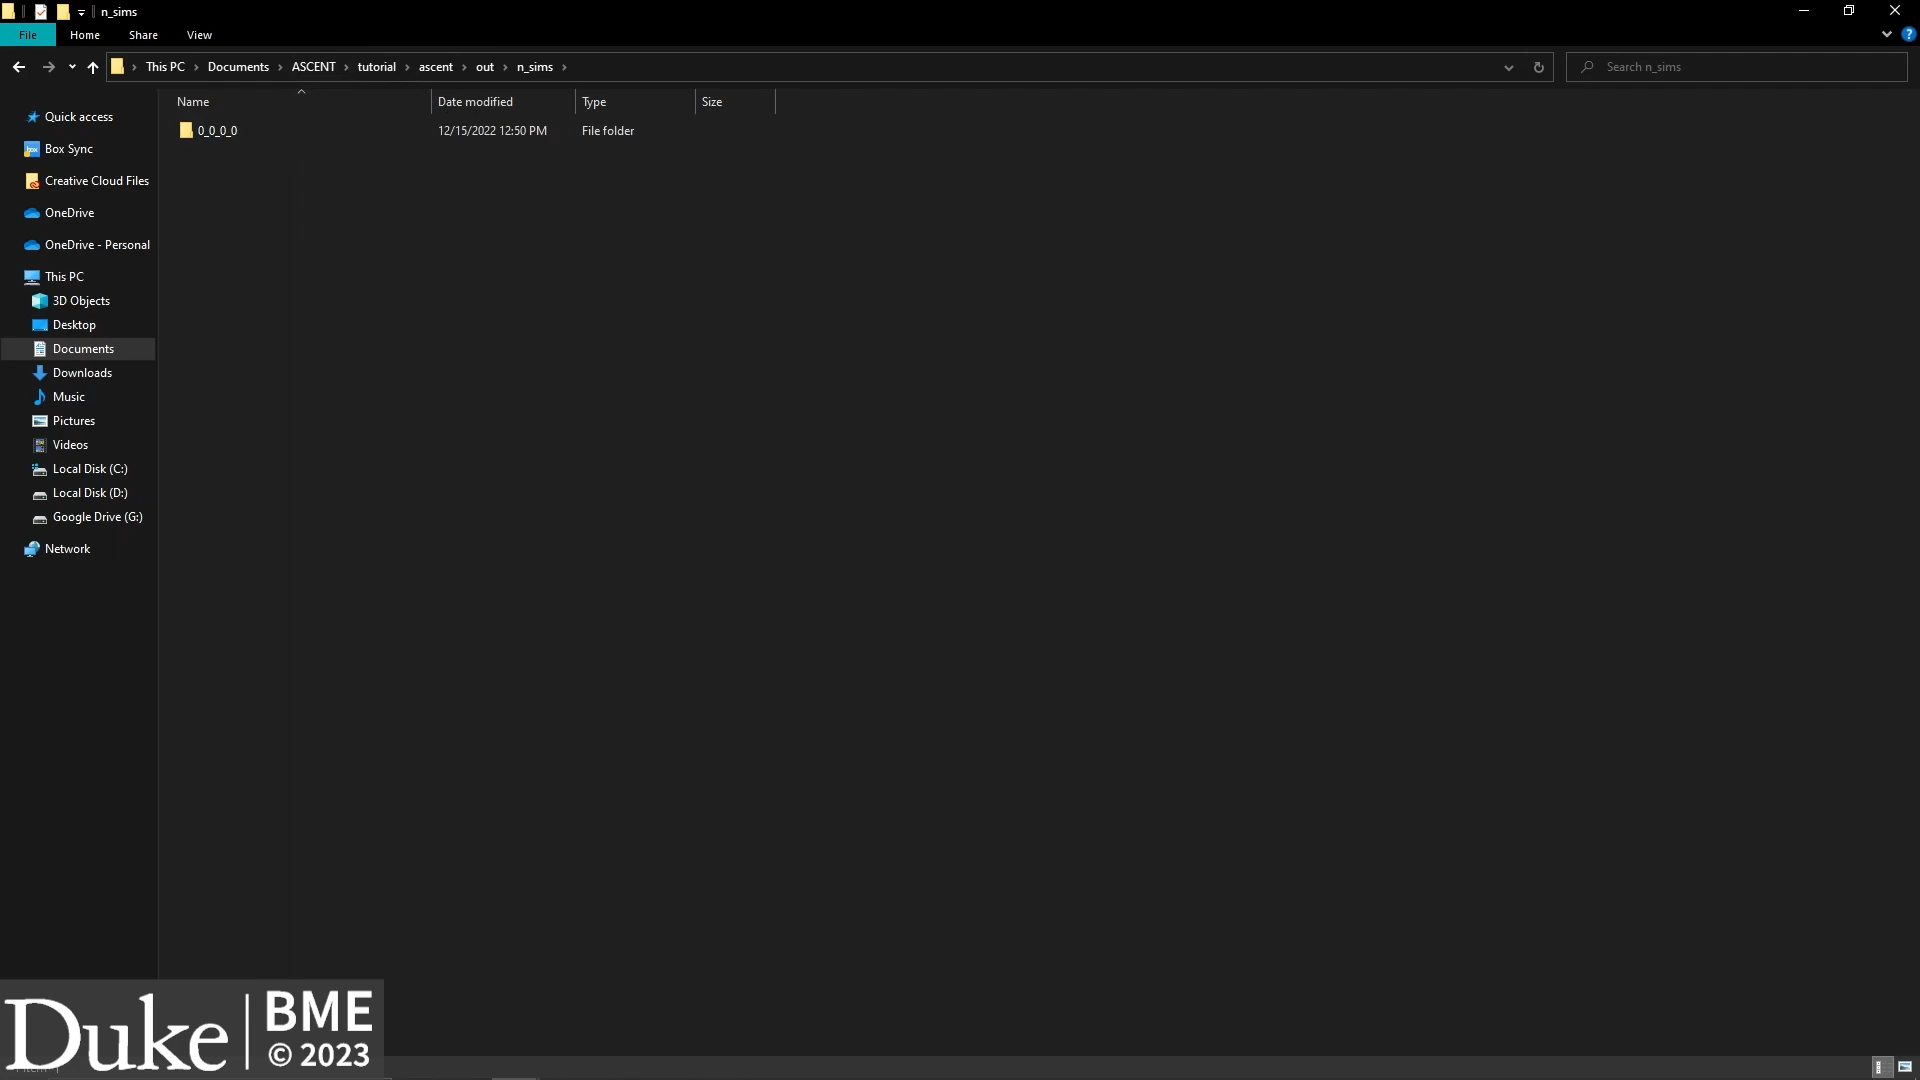 n_sims
File Home Share View
This PC > Documents > ASCENT > tutorial > ascent > out > n_sims >
Search n_sims
Name Date modified Type Size
0_0_0_0 12/15/2022 12:50 PM File folder
Quick access
Box Sync
Creative Cloud Files
OneDrive
OneDrive - Personal
This PC
3D Objects
Desktop
Documents
Downloads
Music
Pictures
Videos
Local Disk (C:)
Local Disk (D:)
Google Drive (G:)
Network
Duke BME
© 2023